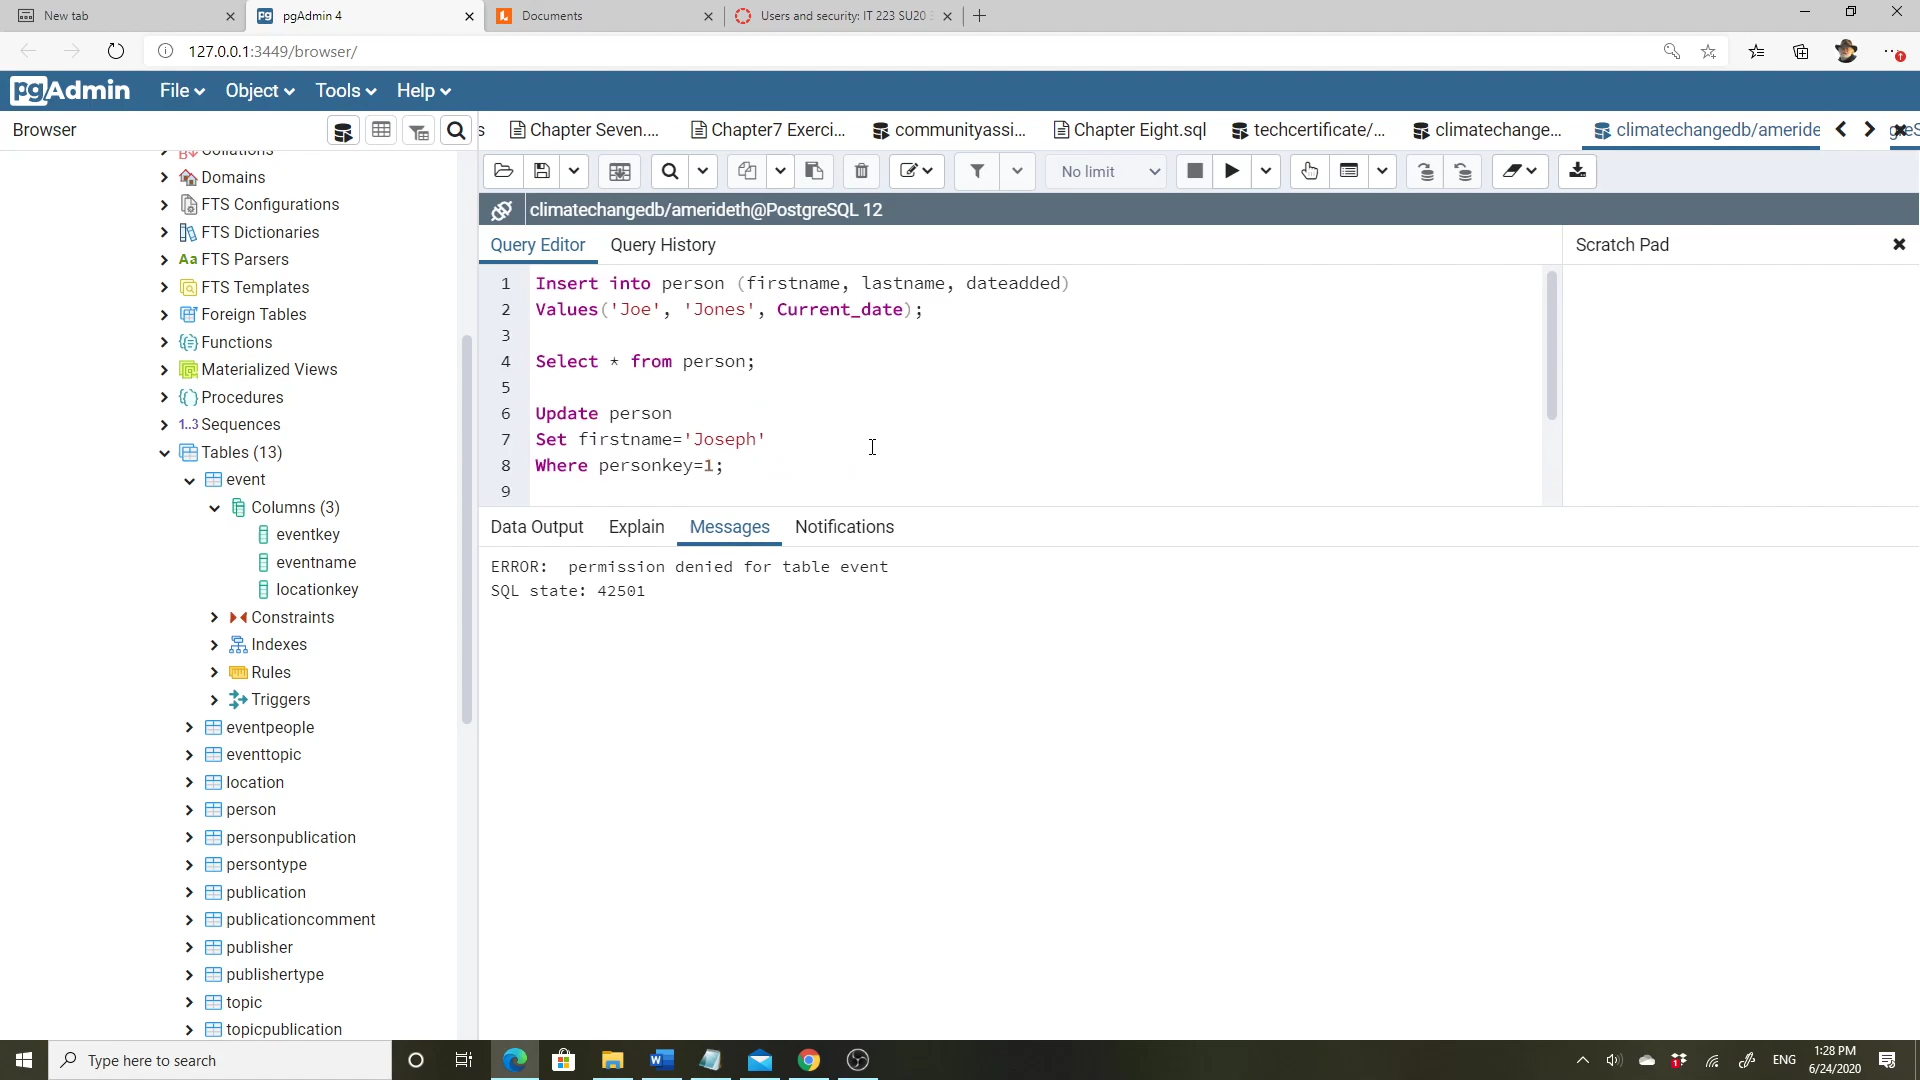 New tab
pgAdmin 4
Documents
Users and security: IT 223 SU20
127.0.0.1:3449/browser/
pgAdmin File Object Tools Help
Browser
s Chapter Seven.... Chapter7 Exerci... communityassi... Chapter Eight.sql techcertificate/... climatechange... climatechangedb/ameride
No limit
climatechangedb/amerideth@PostgreSQL 12
Query Editor Query History
Scratch Pad
1 Insert into person (firstname, lastname, dateadded)
2 Values('Joe', 'Jones', Current_date);
3
4 Select * from person;
5
6 Update person
7 Set firstname='Joseph'
8 Where personkey=1;
9
Data Output Explain Messages Notifications
ERROR:  permission denied for table event
SQL state: 42501
Collations
Domains
FTS Configurations
FTS Dictionaries
Aa FTS Parsers
FTS Templates
Foreign Tables
Functions
Materialized Views
Procedures
1..3 Sequences
Tables (13)
event
Columns (3)
eventkey
eventname
locationkey
Constraints
Indexes
Rules
Triggers
eventpeople
eventtopic
location
person
personpublication
persontype
publication
publicationcomment
publisher
publishertype
topic
topicpublication
Type here to search
ENG
1:28 PM
6/24/2020